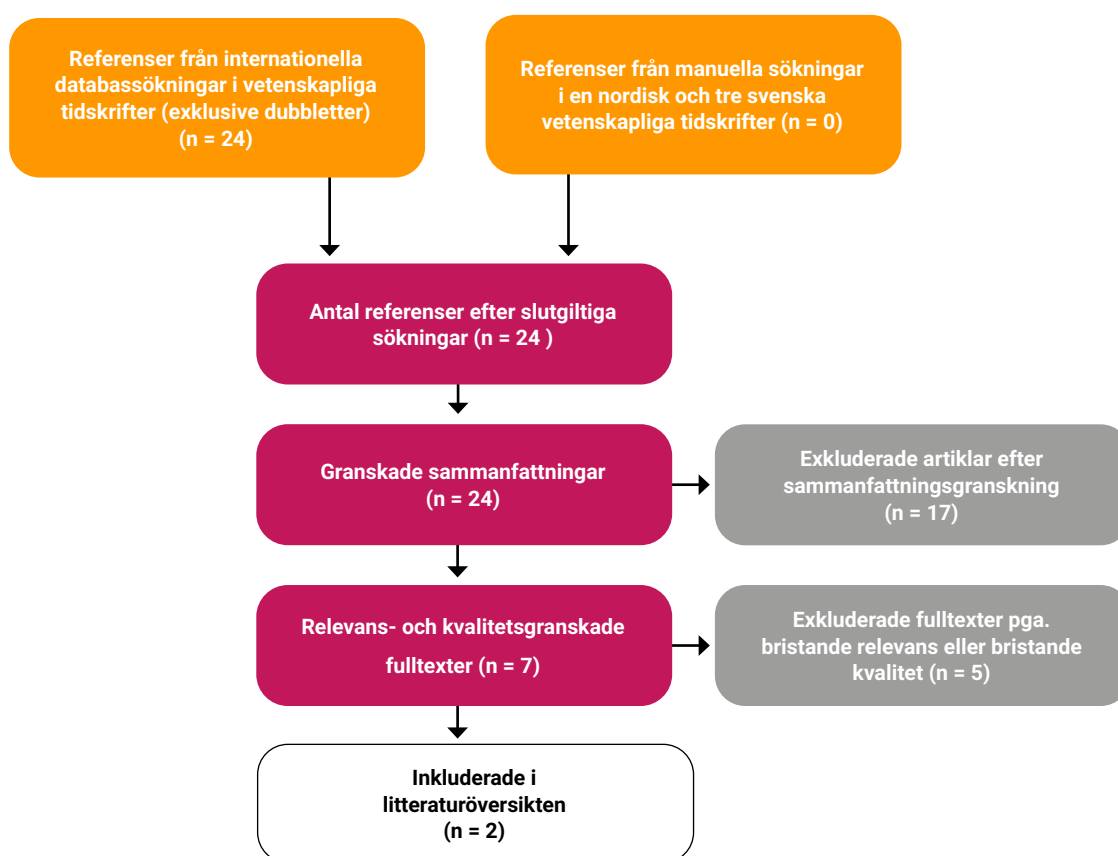 Referenser från internationella
databassökningar i vetenskapliga
tidskrifter (exklusive dubbletter)
(n = 24)
Referenser från manuella sökningar
i en nordisk och tre svenska
vetenskapliga tidskrifter (n = 0)
Antal referenser efter slutgiltiga
sökningar (n = 24 )
Granskade sammanfattningar
(n = 24)
Exkluderade artiklar efter
sammanfattningsgranskning
(n = 17)
Relevans- och kvalitetsgranskade
fulltexter (n = 7)
Exkluderade fulltexter pga.
bristande relevans eller bristande
kvalitet (n = 5)
Inkluderade i
litteraturöversikten
(n = 2)